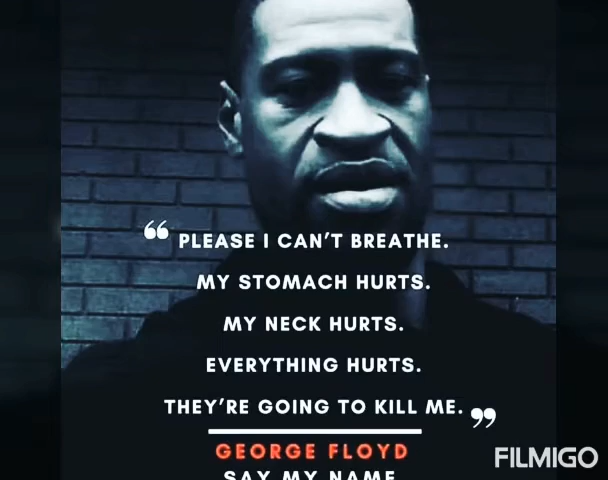 “ PLEASE I CAN’T BREATHE.
MY STOMACH HURTS.
MY NECK HURTS.
EVERYTHING HURTS.
THEY’RE GOING TO KILL ME. ”
GEORGE FLOYD
SAY MY NAME
FILMIGO